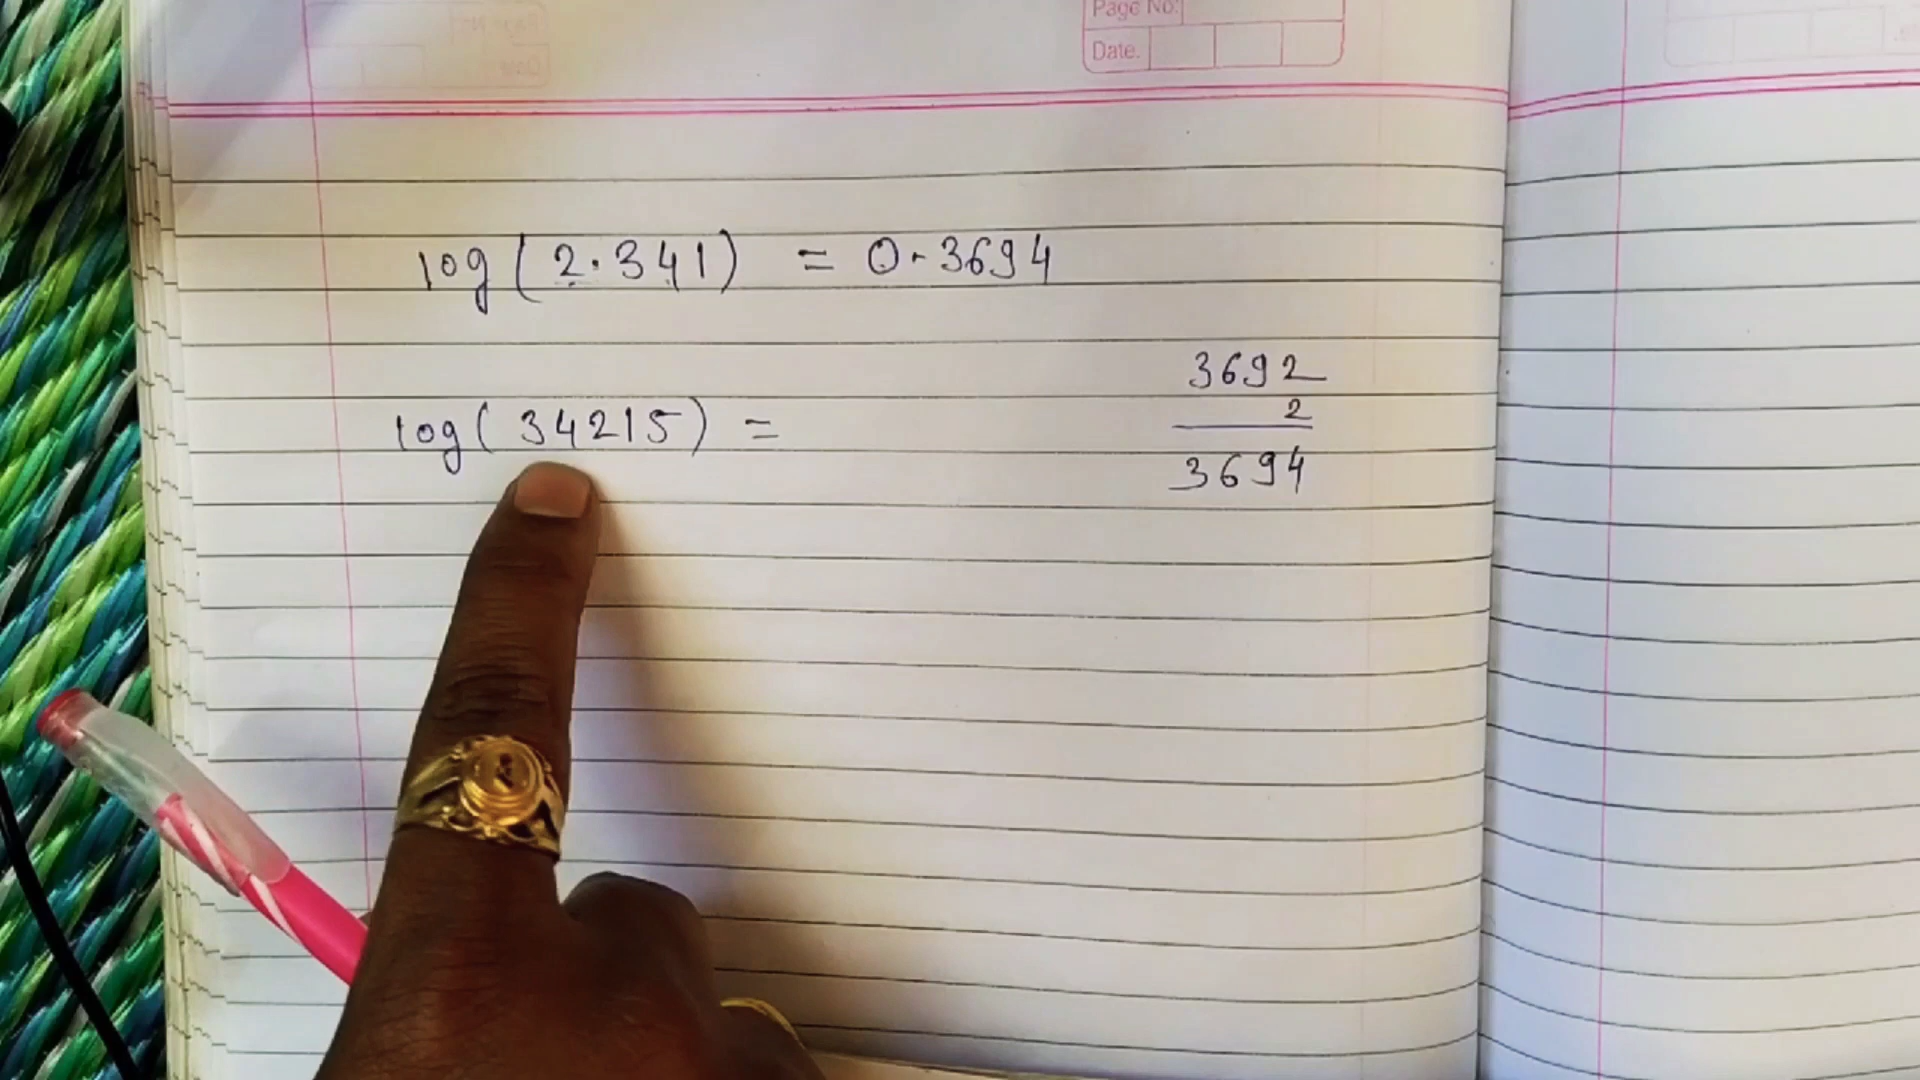 Page No:
Date.
log (2.341) = 0.3694
log (34215) =
3692
2
3694